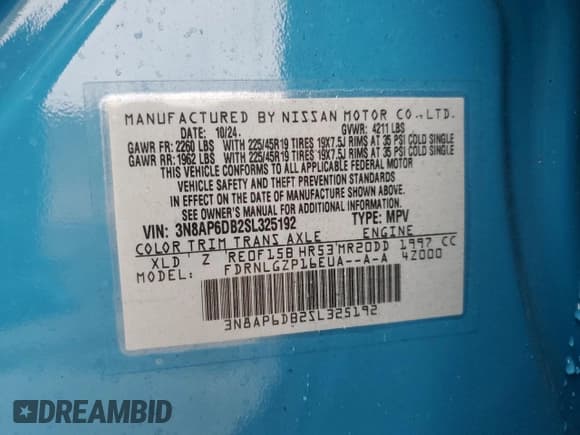 MANUFACTURED BY NISSAN MOTOR CO., LTD.
DATE: 10/24. GVWR: 4211 LBS
GAWR FR: 2260 LBS WITH 225/45R19 TIRES 19X7.5J RIMS AT 35 PSI COLD SINGLE
GAWR RR: 1962 LBS WITH 225/45R19 TIRES 19X7.5J RIMS AT 35 PSI COLD SINGLE
THIS VEHICLE CONFORMS TO ALL APPLICABLE FEDERAL MOTOR
VEHICLE SAFETY AND THEFT PREVENTION STANDARDS
IN EFFECT ON THE DATE OF MANUFACTURE SHOWN ABOVE.
SEE OWNER'S MANUAL FOR ADDITIONAL INFORMATION
VIN: 3N8AP6DB2SL325192 TYPE: MPV
COLOR TRIM TRANS AXLE ENGINE
XLD Z RE0F15B HR53 MR20DD 1997 CC
MODEL: FDRNLGZP16EUA--A-A 4Z000
3N8AP6DB2SL325192
DREAMBID